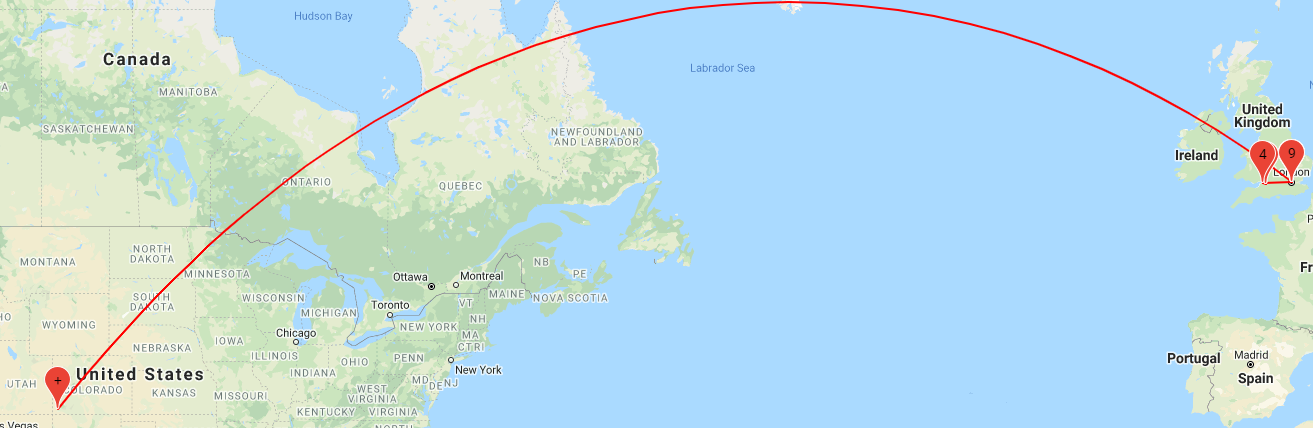 Hudson Bay
Canada
Labrador Sea
MANITOBA
SASKATCHEWAN
United
Kingdom
NEWFOUNDLAND
AND LABRADOR
Ireland
4
9
London
ONTARIO
QUEBEC
NORTH
DAKOTA
MONTANA
MINNESOTA
Ottawa
Montreal
NB
PE
SOUTH
DAKOTA
WISCONSIN
MICHIGAN
Toronto
VT
MAINE
NOVA SCOTIA
WYOMING
NH
NEW YORK
Chicago
MA
CT RI
IOWA
NEBRASKA
ILLINOIS
OHIO
PENN
New York
INDIANA
United States
UTAH
+
COLORADO
KANSAS
MISSOURI
WEST
VIRGINIA
MD
DE
NJ
KENTUCKY
VIRGINIA
s Vegas
Portugal
Madrid
Spain
Fr